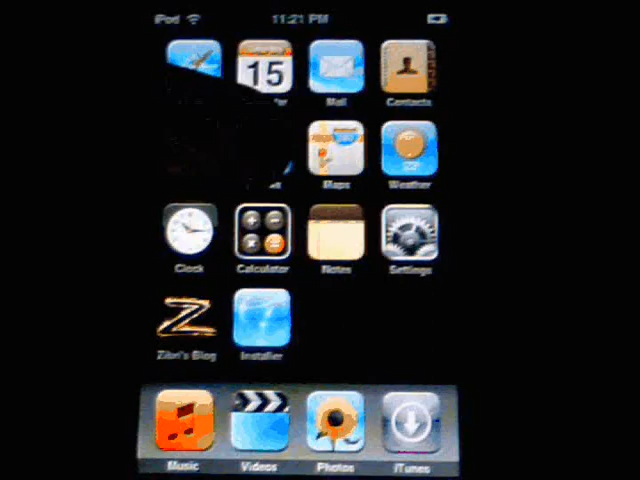 iPod 11:21 PM
15
Mail Contacts
Maps Weather
Clock Calculator Notes Settings
Z
Zibri's Blog Installer
Music Videos Photos iTunes